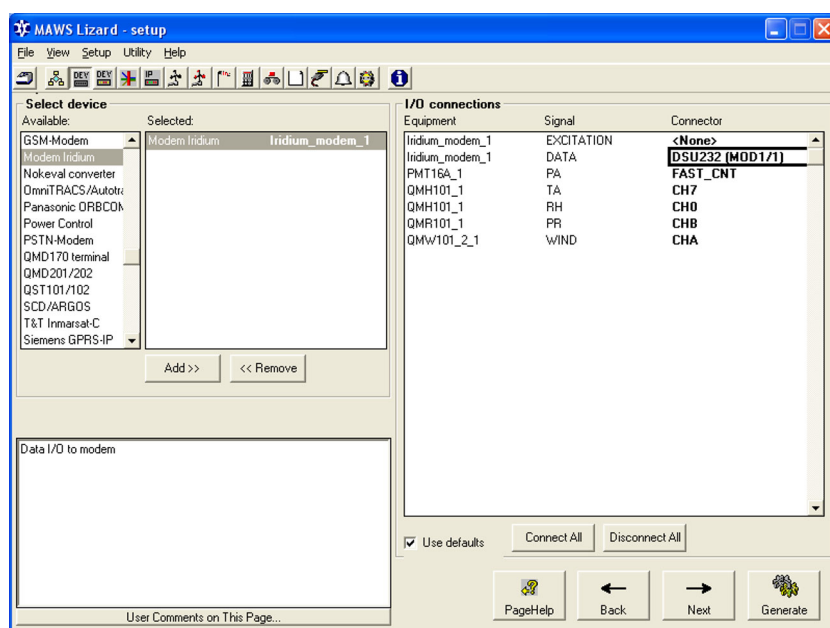 MAWS Lizard - setup
File View Setup Utility Help
Select device
Available:
Selected:
GSM-Modem
Modem Iridium
Nokeval converter
OmniTRACS/Autotra
Panasonic ORBCON
Power Control
PSTN-Modem
QMD170 terminal
QMD201/202
QST101/102
SCD/ARGOS
T&T Inmarsat-C
Siemens GPRS-IP
Modem Iridium Iridium_modem_1
Add >>
<< Remove
Data I/O to modem
User Comments on This Page...
I/O connections
Equipment Signal Connector
Iridium_modem_1 EXCITATION <None>
Iridium_modem_1 DATA DSU232 (MOD1/1)
PMT16A_1 PA FAST_CNT
QMH101_1 TA CH7
QMH101_1 RH CH0
QMR101_1 PR CHB
QMW101_2_1 WIND CHA
Use defaults
Connect All
Disconnect All
PageHelp
Back
Next
Generate